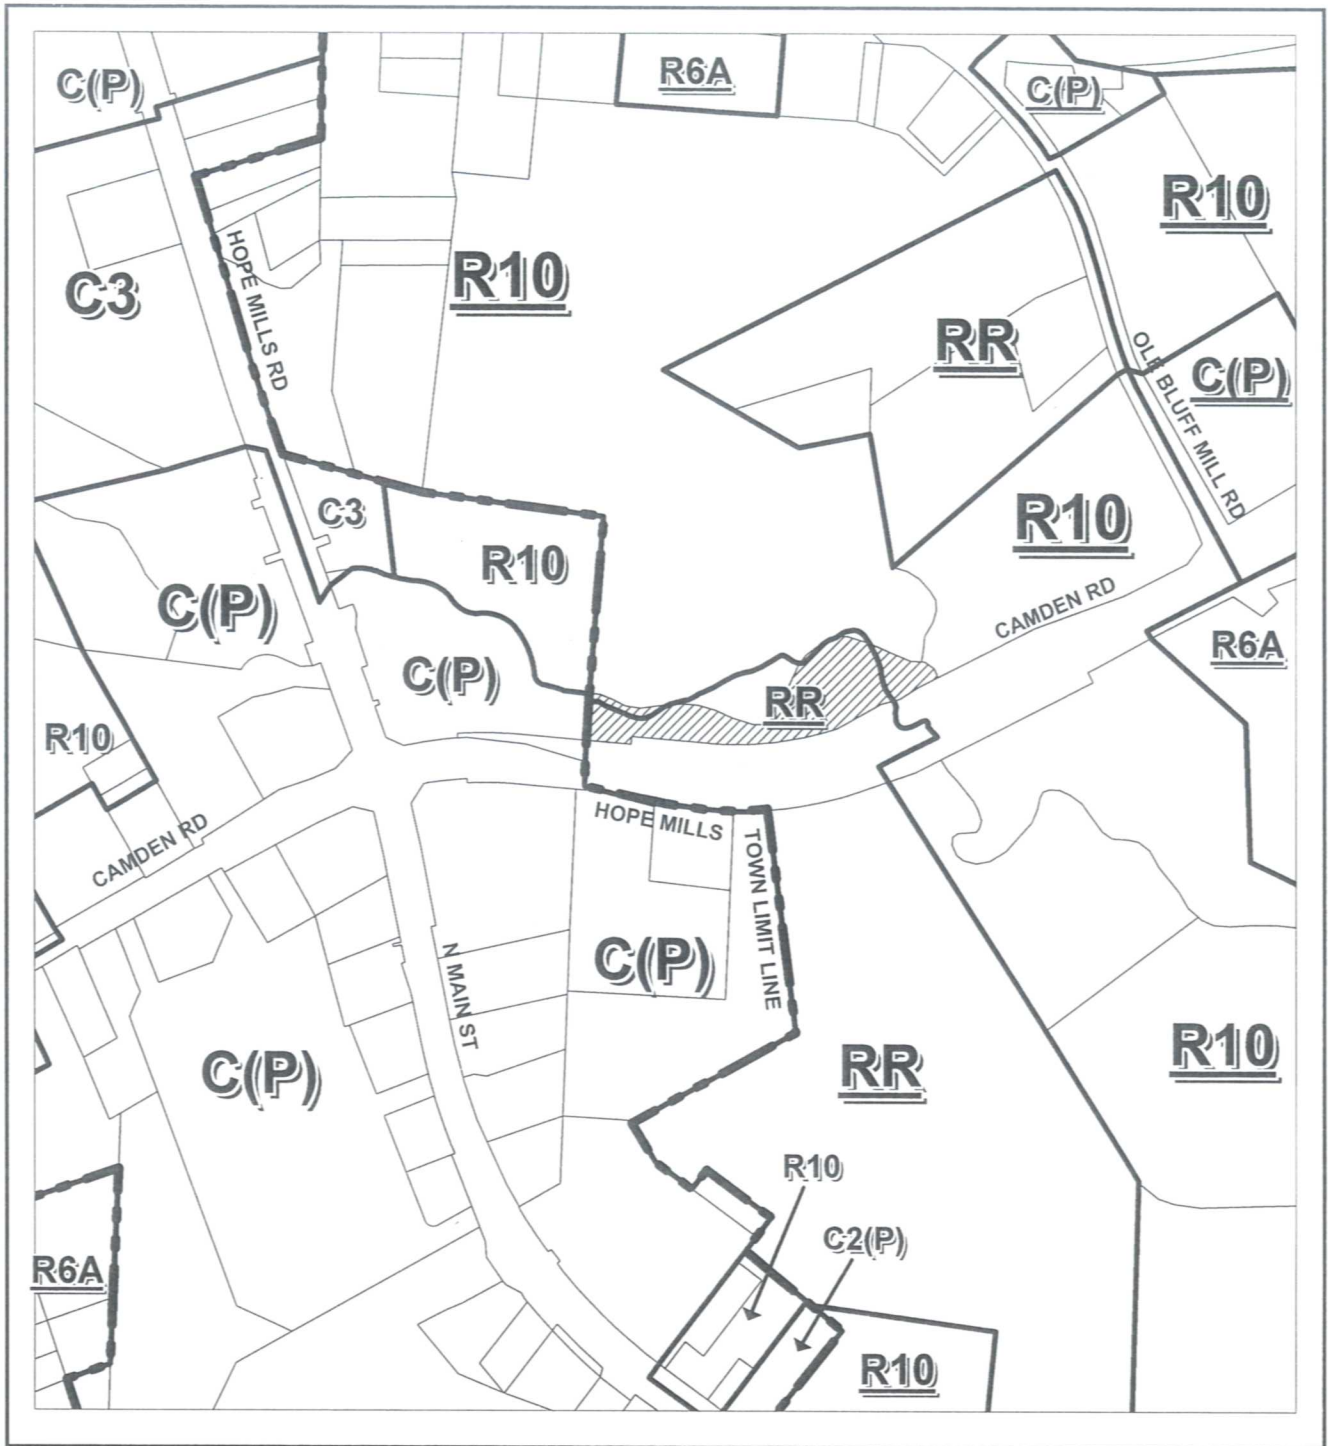 C(P)
R6A
C(P)
R10
C3
HOPE MILLS RD
R10
RR
OLE BLUFF MILL RD
C(P)
C3
R10
R10
C(P)
CAMDEN RD
R6A
C(P)
RR
R10
CAMDEN RD
HOPE MILLS
TOWN LIMIT LINE
N MAIN ST
C(P)
C(P)
RR
R10
R10
C2(P)
R6A
R10